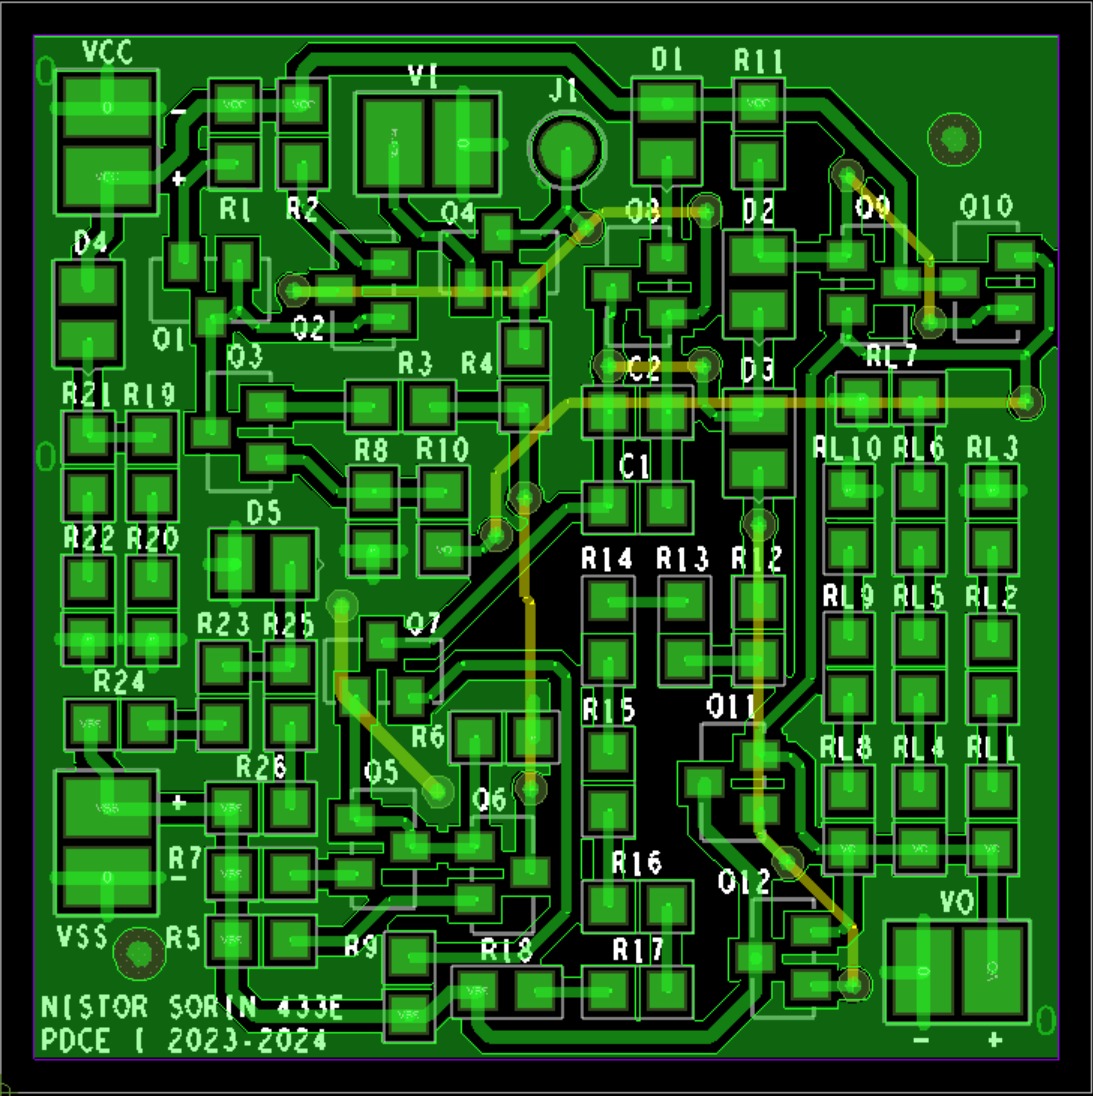 VCC
VI
J1
D1
R11
-
+
R1
R2
Q4
Q8
D2
Q9
Q10
D4
Q1
Q2
Q3
R3
R4
C2
D3
RL7
R21
R19
R8
R10
C1
RL10
RL6
RL3
R22
R20
D5
R14
R13
R12
RL9
RL5
RL2
R23
R25
Q7
R24
R6
R15
Q11
RL8
RL4
RL1
R26
Q5
Q6
+
R7
-
R16
Q12
VO
VSS
R5
R9
R18
R17
NISTOR SORIN 433E
PDCE I 2023-2024
-
+